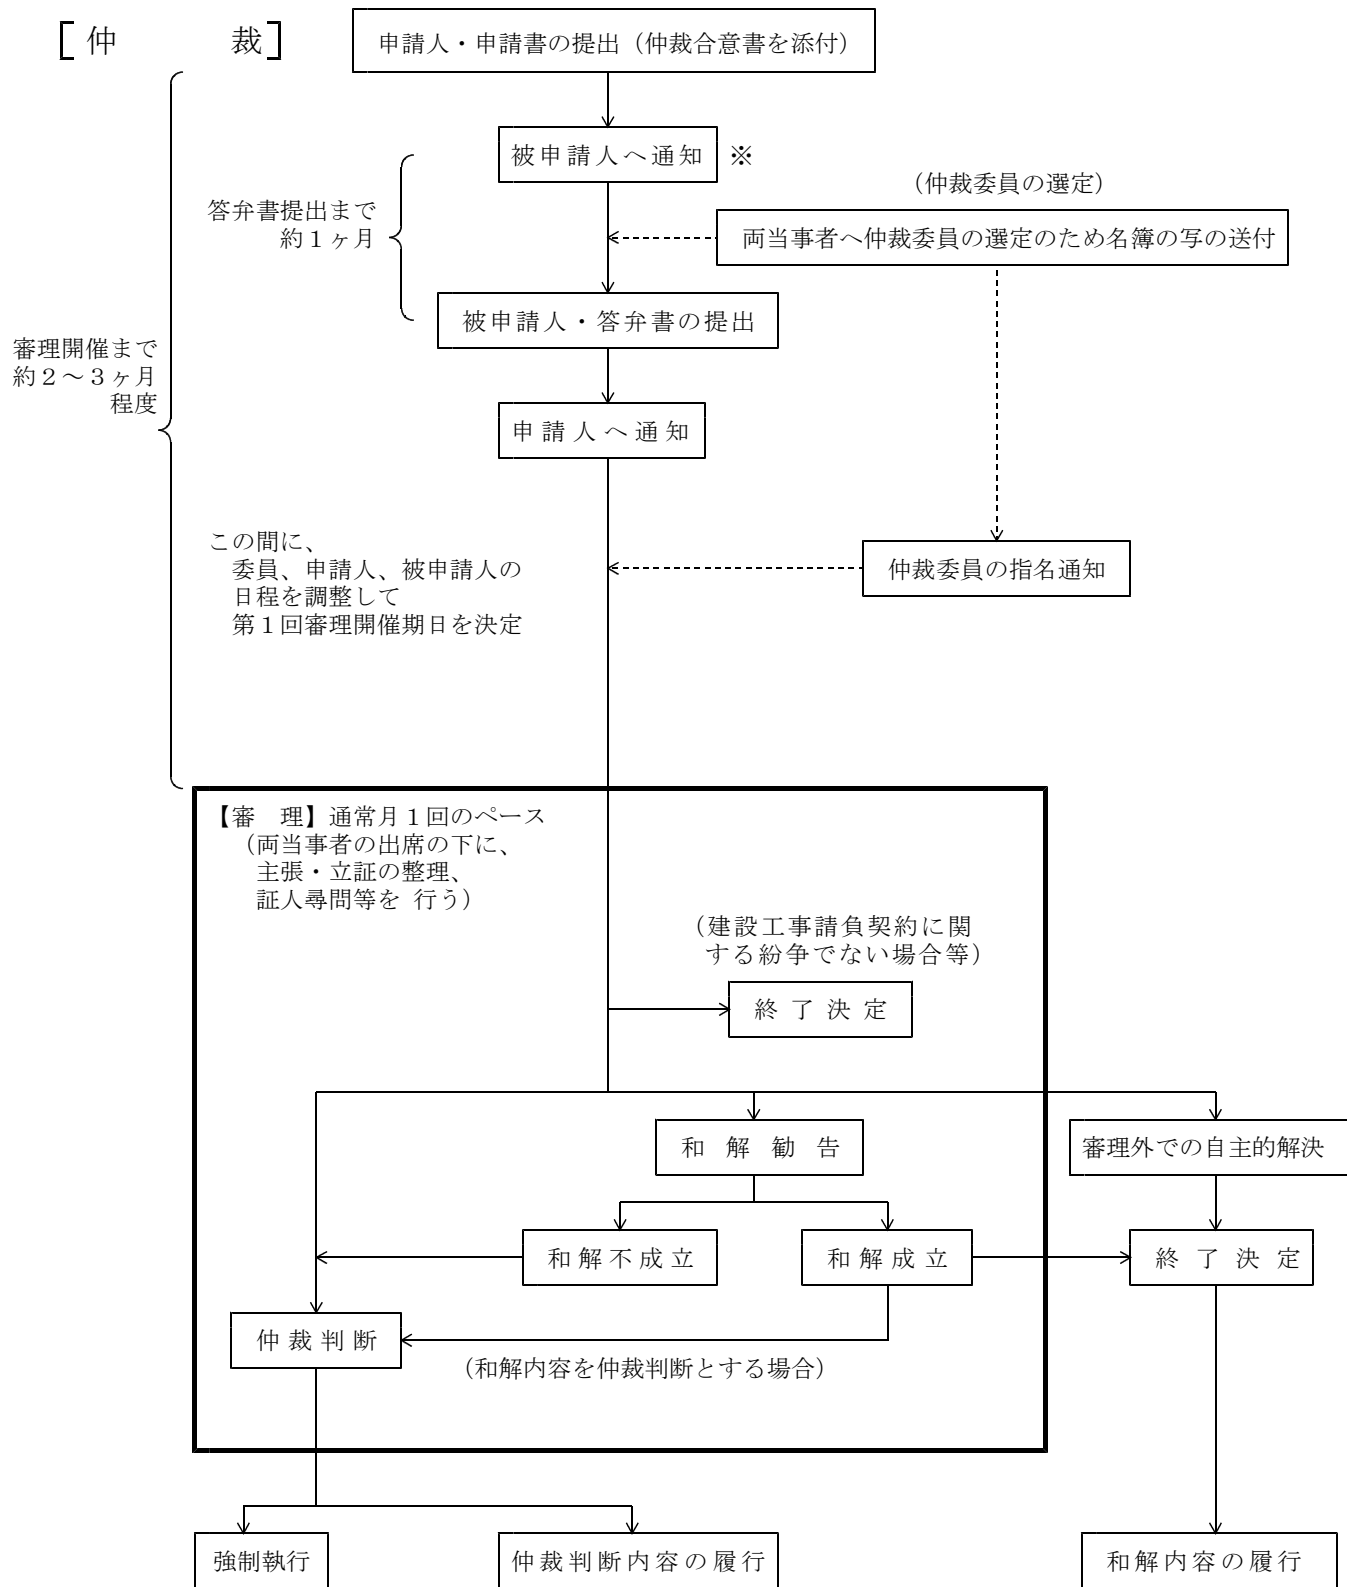 ［仲　　　裁］
申請人・申請書の提出（仲裁合意書を添付）
被申請人へ通知　※
（仲裁委員の選定）
答弁書提出まで
約１ヶ月
両当事者へ仲裁委員の選定のため名簿の写の送付
被申請人・答弁書の提出
審理開催まで
約２～３ヶ月
程度
申請人へ通知
この間に、
委員、申請人、被申請人の
日程を調整して
第１回審理開催期日を決定
仲裁委員の指名通知
【審　理】通常月１回のペース
（両当事者の出席の下に、
主張・立証の整理、
証人尋問等を 行う）
（建設工事請負契約に関
する紛争でない場合等）
終了決定
和解勧告
審理外での自主的解決
和解不成立
和解成立
終了決定
仲裁判断
（和解内容を仲裁判断とする場合）
強制執行
仲裁判断内容の履行
和解内容の履行